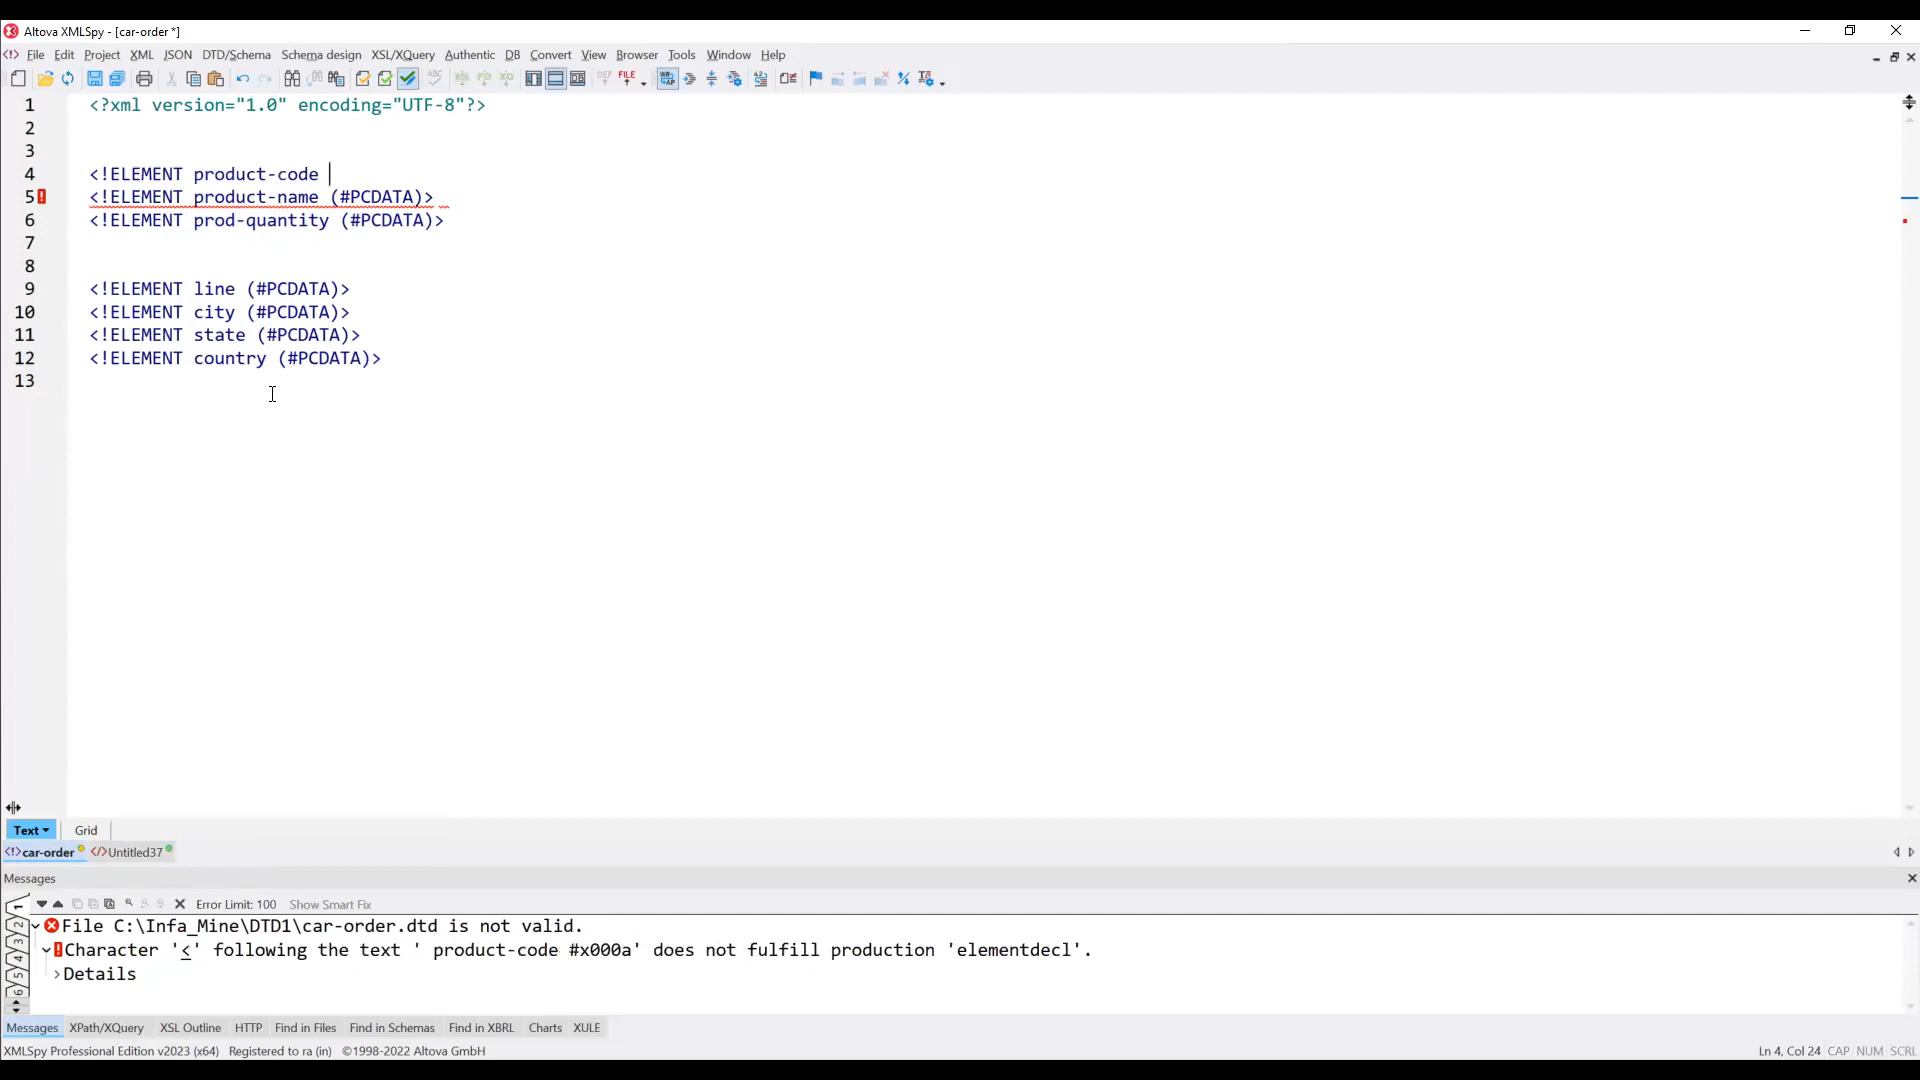 Altova XMLSpy - [car-order *]
File Edit Project XML JSON DTD/Schema Schema design XSL/XQuery Authentic DB Convert View Browser Tools Window Help
1 <?xml version="1.0" encoding="UTF-8"?>
2
3
4 <!ELEMENT product-code
5 <!ELEMENT product-name (#PCDATA)>
6 <!ELEMENT prod-quantity (#PCDATA)>
7
8
9 <!ELEMENT line (#PCDATA)>
10 <!ELEMENT city (#PCDATA)>
11 <!ELEMENT state (#PCDATA)>
12 <!ELEMENT country (#PCDATA)>
13
Text Grid
<!>car-order </>Untitled37
Messages
Error Limit: 100 Show Smart Fix
File C:\Infa_Mine\DTD1\car-order.dtd is not valid.
Character '<' following the text ' product-code #x000a' does not fulfill production 'elementdecl'.
Details
1
2
3
4
5
6
Messages XPath/XQuery XSL Outline HTTP Find in Files Find in Schemas Find in XBRL Charts XULE
XMLSpy Professional Edition v2023 (x64) Registered to ra (in) ©1998-2022 Altova GmbH Ln 4, Col 24 CAP NUM SCRL